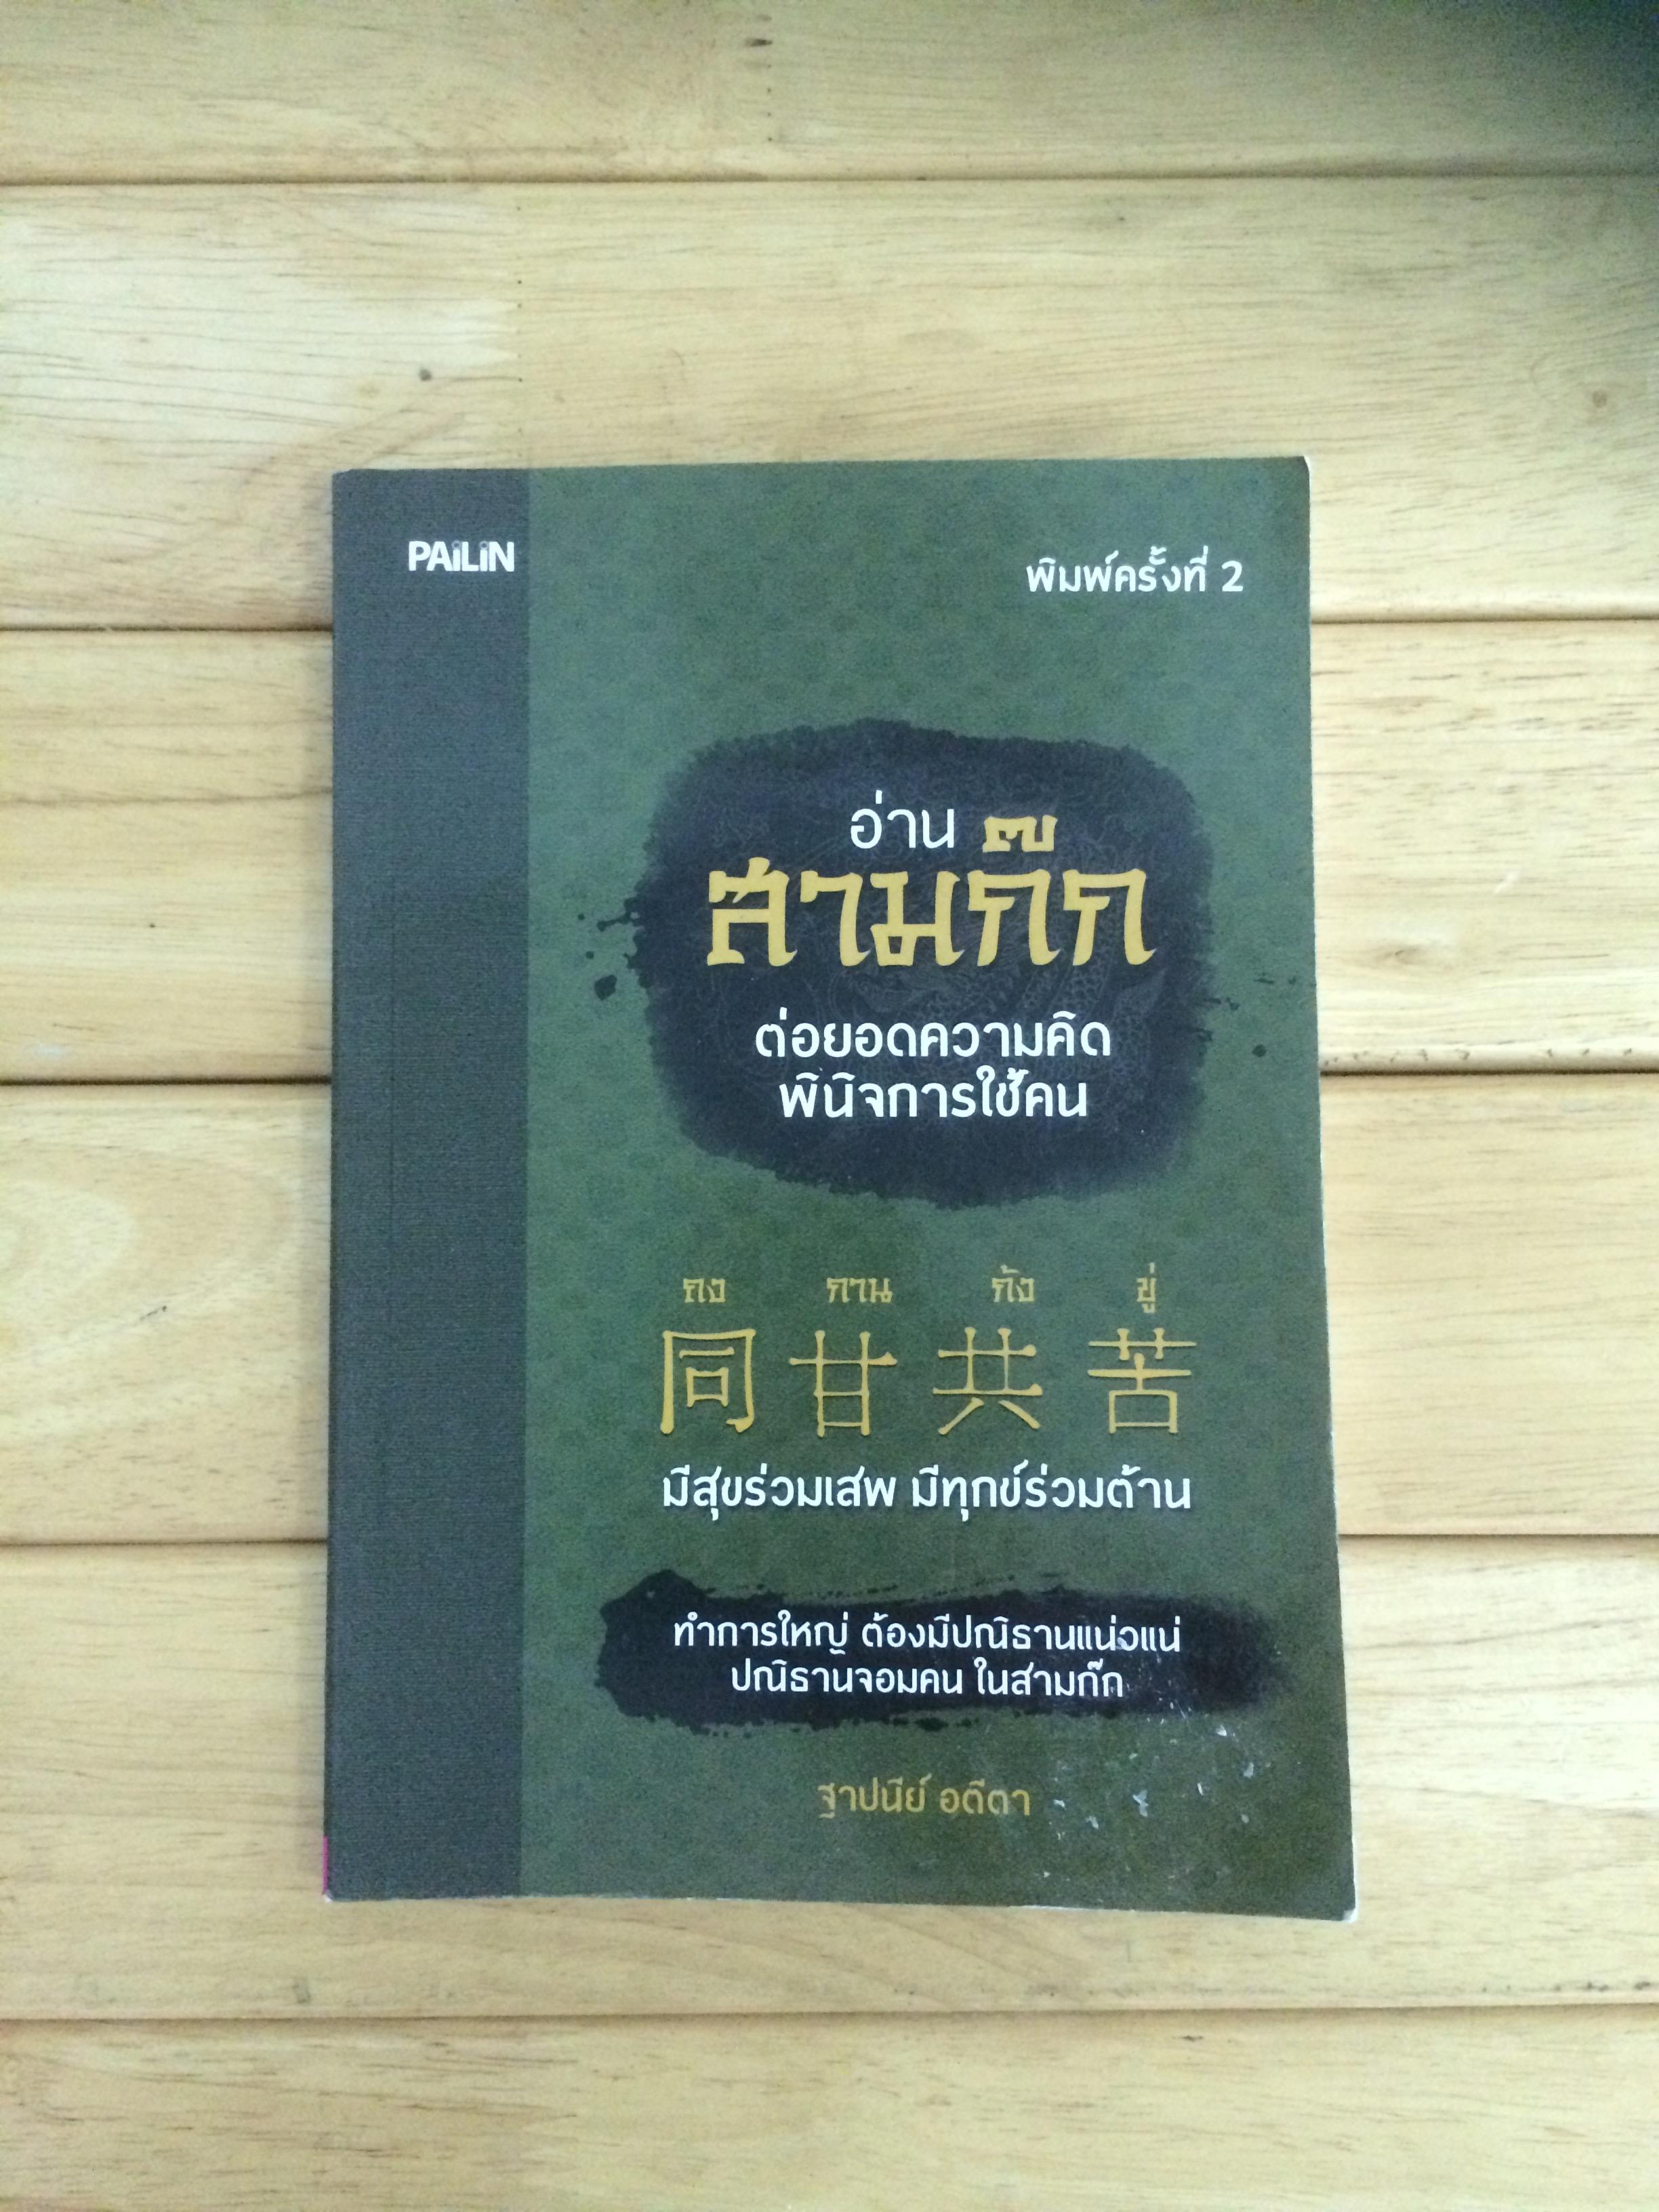 PAiLiN
พิมพ์ครั้งที่ 2
อ่าน
สามก๊ก
ต่อยอดความคิด
พินิจการใช้คน
ถง กาน ก้ง ขู่
同甘共苦
มีสุขร่วมเสพ มีทุกข์ร่วมต้าน
ทำการใหญ่ ต้องมีปณิธานแน่วแน่
ปณิธานจอมคน ในสามก๊ก
ฐาปนีย์ อดีตา